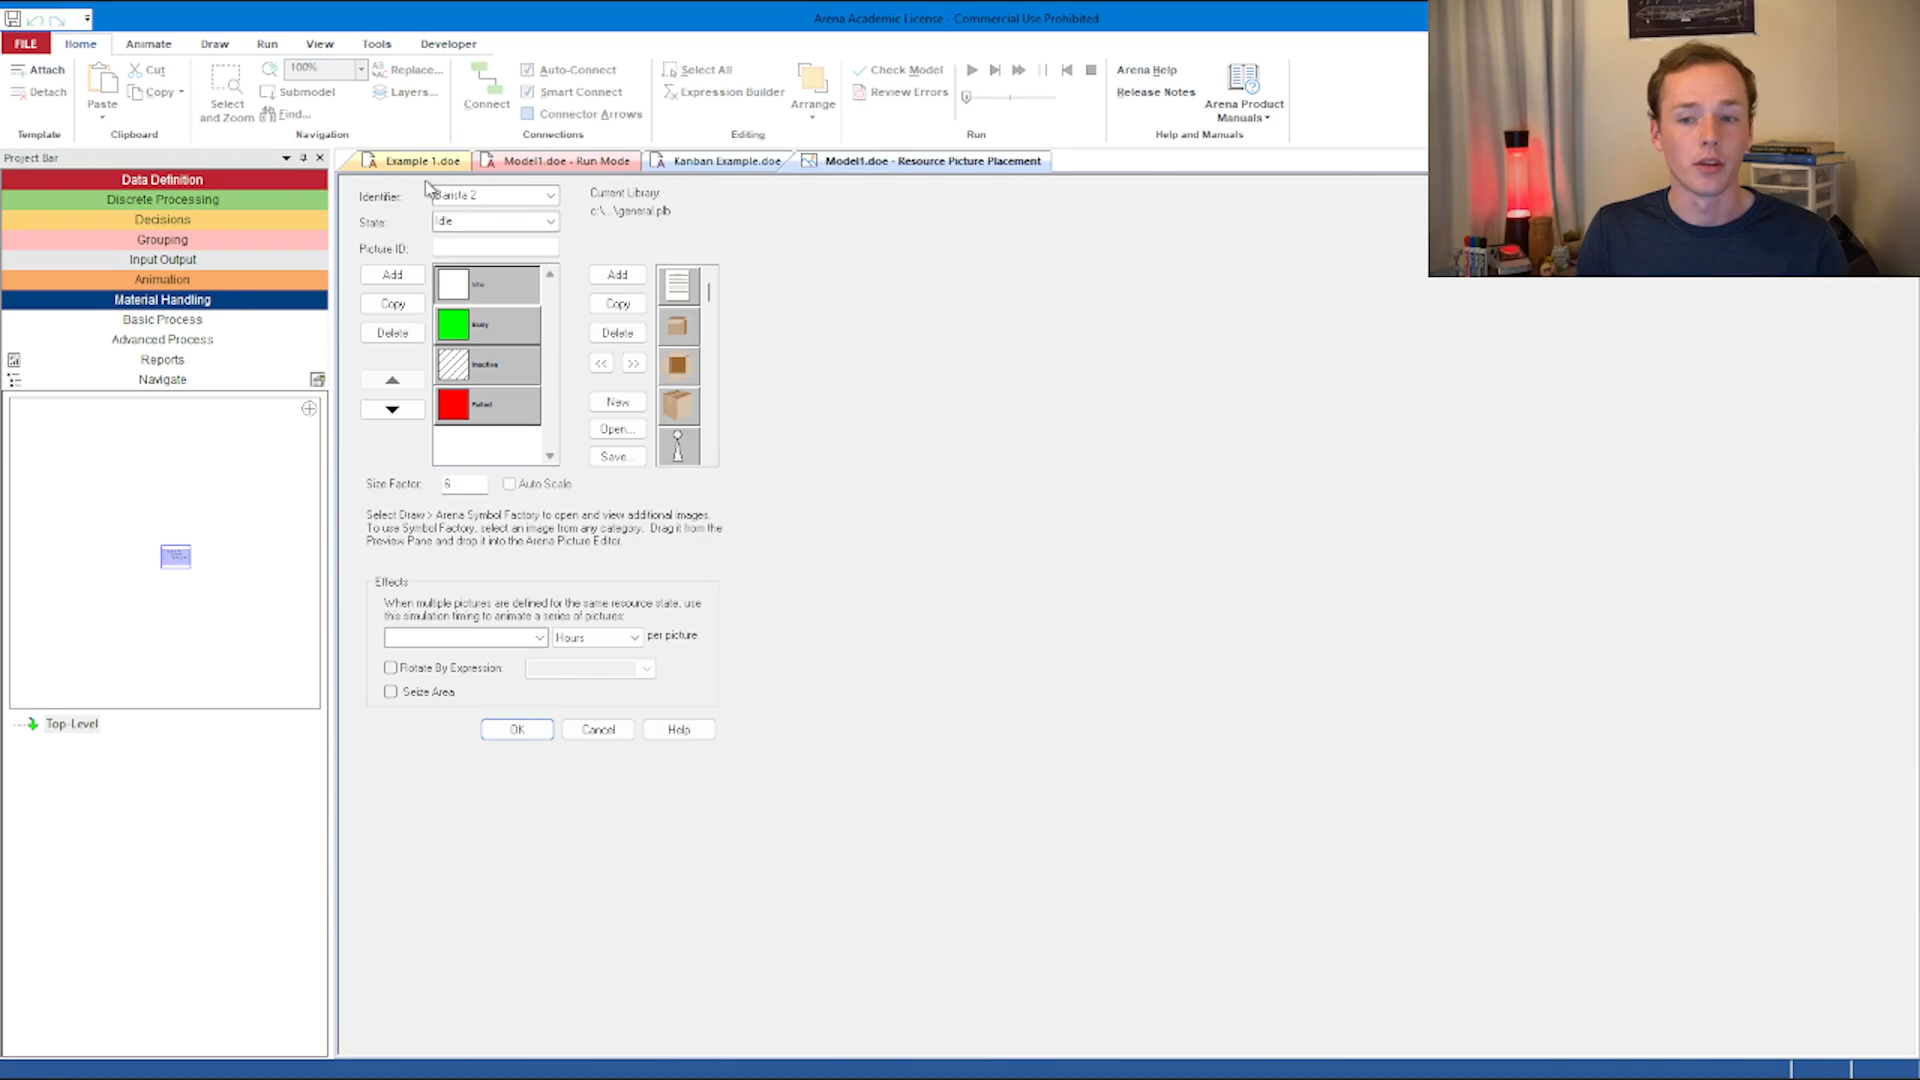 Arena Academic License - Commercial Use Prohibited
FILE Home Animate Draw Run View Tools Developer
Attach
Detach
Template
Paste
Cut
Copy
Clipboard
Select and Zoom
100%
Submodel
Find...
Navigation
Replace...
Layers...
Connect
Auto-Connect
Smart Connect
Connector Arrows
Connections
Select All
Expression Builder
Editing
Arrange
Check Model
Review Errors
Run
Arena Help
Release Notes
Arena Product Manuals
Help and Manuals
Project Bar
Data Definition
Discrete Processing
Decisions
Grouping
Input Output
Animation
Material Handling
Basic Process
Advanced Process
Reports
Navigate
Top-Level
Example 1.doe
Model1.doe - Run Mode
Kanban Example.doe
Model1.doe - Resource Picture Placement
Identifier: Barista 2
State: Idle
Picture ID:
Add
Copy
Delete
Idle
Busy
Inactive
Failed
Current Library:
c:\...\general.plb
Add
Copy
Delete
<< >>
New
Open...
Save...
Size Factor: 6 Auto Scale
Select Draw > Arena Symbol Factory to open and view additional images.
To use Symbol Factory, select an image from any category. Drag it from the
Preview Pane and drop it into the Arena Picture Editor.
Effects
When multiple pictures are defined for the same resource state, use
this simulation timing to animate a series of pictures:
Hours per picture
Rotate By Expression:
Seize Area
OK Cancel Help